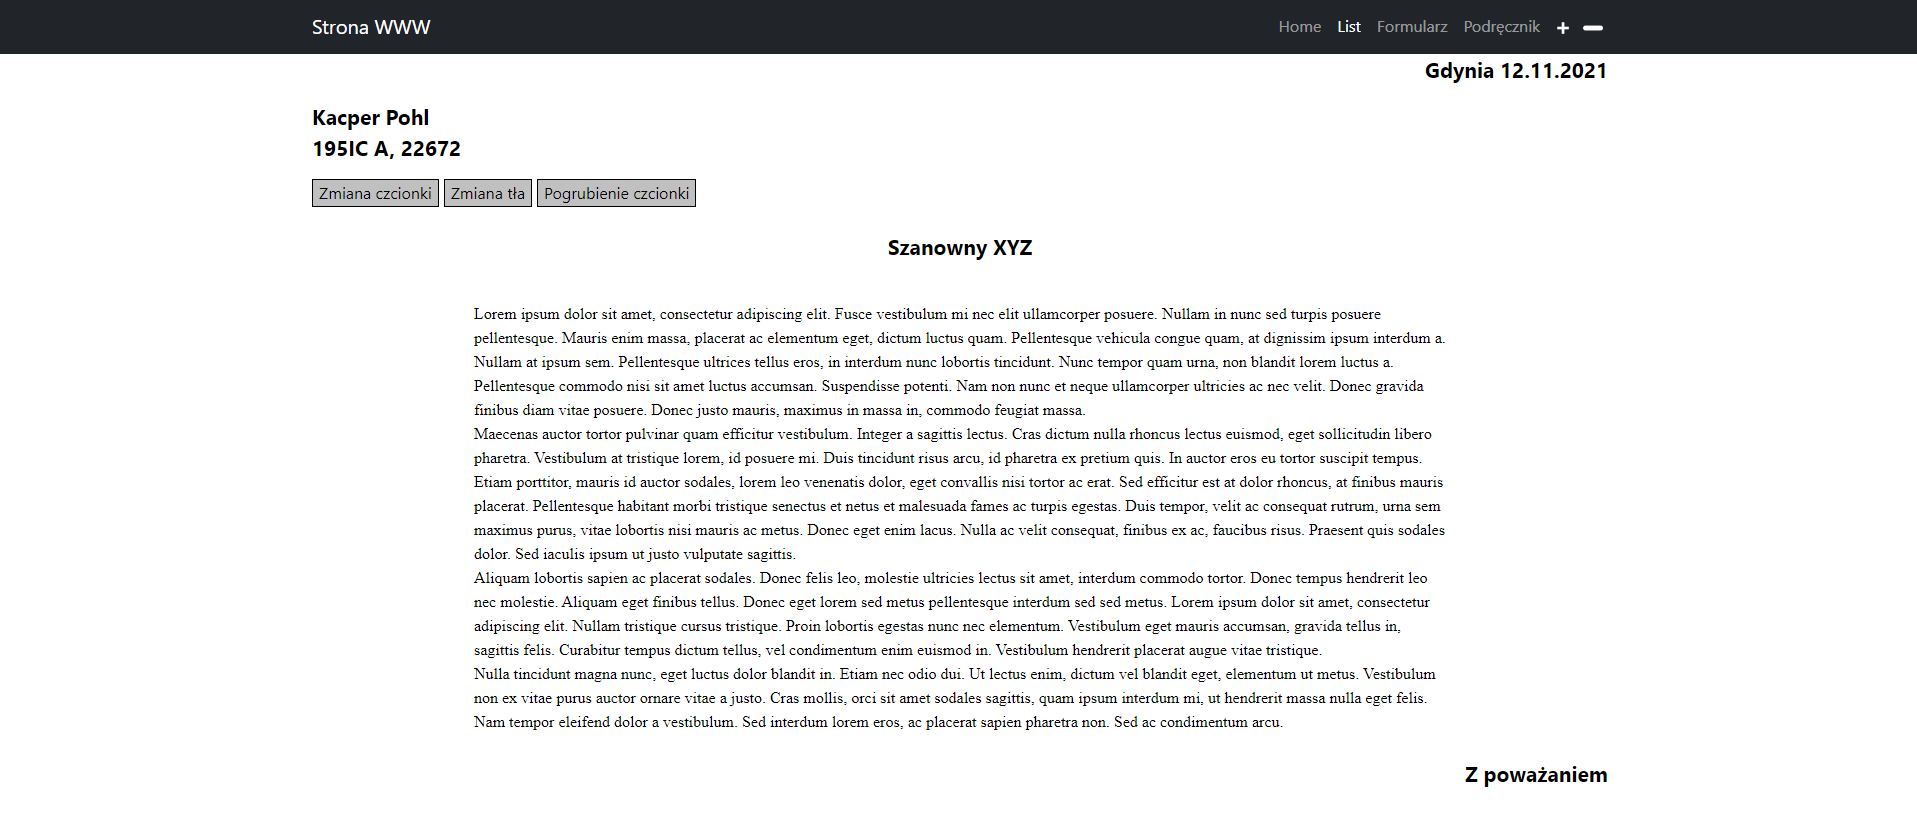 Strona WWW Home List Formularz Podręcznik + −
Gdynia 12.11.2021
Kacper Pohl
195IC A, 22672
Zmiana czcionki Zmiana tła Pogrubienie czcionki
Szanowny XYZ
Lorem ipsum dolor sit amet, consectetur adipiscing elit. Fusce vestibulum mi nec elit ullamcorper posuere. Nullam in nunc sed turpis posuere
pellentesque. Mauris enim massa, placerat ac elementum eget, dictum luctus quam. Pellentesque vehicula congue quam, at dignissim ipsum interdum a.
Nullam at ipsum sem. Pellentesque ultrices tellus eros, in interdum nunc lobortis tincidunt. Nunc tempor quam urna, non blandit lorem luctus a.
Pellentesque commodo nisi sit amet luctus accumsan. Suspendisse potenti. Nam non nunc et neque ullamcorper ultricies ac nec velit. Donec gravida
finibus diam vitae posuere. Donec justo mauris, maximus in massa in, commodo feugiat massa.
Maecenas auctor tortor pulvinar quam efficitur vestibulum. Integer a sagittis lectus. Cras dictum nulla rhoncus lectus euismod, eget sollicitudin libero
pharetra. Vestibulum at tristique lorem, id posuere mi. Duis tincidunt risus arcu, id pharetra ex pretium quis. In auctor eros eu tortor suscipit tempus.
Etiam porttitor, mauris id auctor sodales, lorem leo venenatis dolor, eget convallis nisi tortor ac erat. Sed efficitur est at dolor rhoncus, at finibus mauris
placerat. Pellentesque habitant morbi tristique senectus et netus et malesuada fames ac turpis egestas. Duis tempor, velit ac consequat rutrum, urna sem
maximus purus, vitae lobortis nisi mauris ac metus. Donec eget enim lacus. Nulla ac velit consequat, finibus ex ac, faucibus risus. Praesent quis sodales
dolor. Sed iaculis ipsum ut justo vulputate sagittis.
Aliquam lobortis sapien ac placerat sodales. Donec felis leo, molestie ultricies lectus sit amet, interdum commodo tortor. Donec tempus hendrerit leo
nec molestie. Aliquam eget finibus tellus. Donec eget lorem sed metus pellentesque interdum sed sed metus. Lorem ipsum dolor sit amet, consectetur
adipiscing elit. Nullam tristique cursus tristique. Proin lobortis egestas nunc nec elementum. Vestibulum eget mauris accumsan, gravida tellus in,
sagittis felis. Curabitur tempus dictum tellus, vel condimentum enim euismod in. Vestibulum hendrerit placerat augue vitae tristique.
Nulla tincidunt magna nunc, eget luctus dolor blandit in. Etiam nec odio dui. Ut lectus enim, dictum vel blandit eget, elementum ut metus. Vestibulum
non ex vitae purus auctor ornare vitae a justo. Cras mollis, orci sit amet sodales sagittis, quam ipsum interdum mi, ut hendrerit massa nulla eget felis.
Nam tempor eleifend dolor a vestibulum. Sed interdum lorem eros, ac placerat sapien pharetra non. Sed ac condimentum arcu.
Z poważaniem